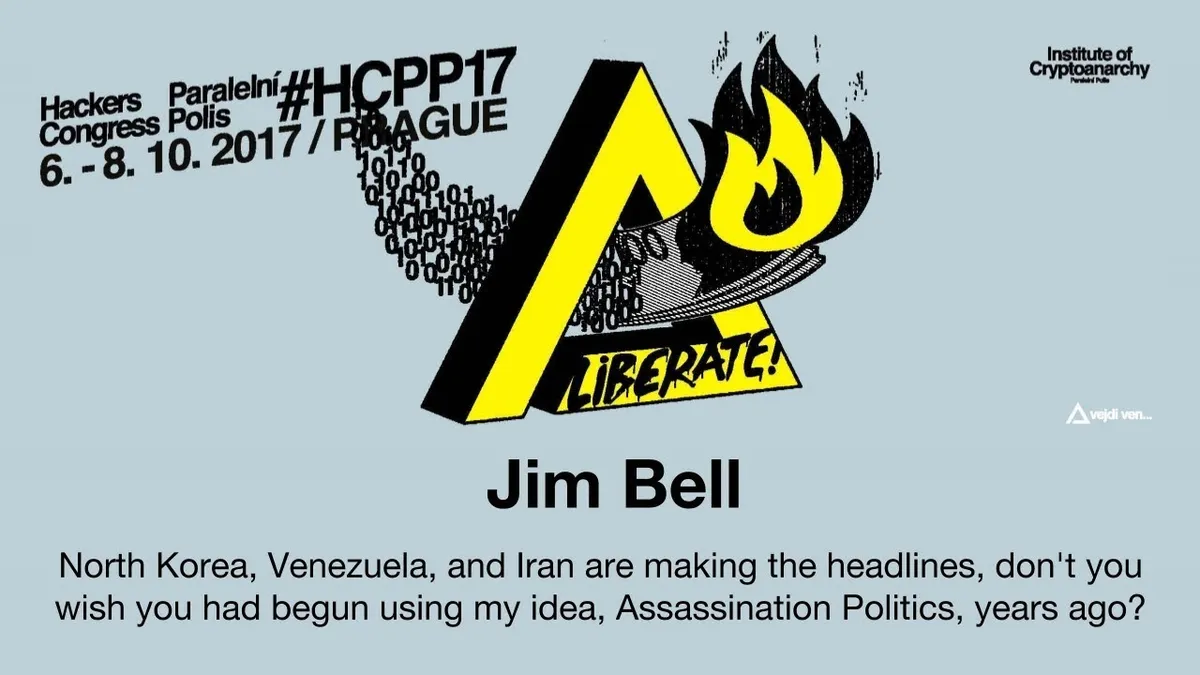 Hackers Paralelní #HCPP17
Congress Polis
6. - 8. 10. 2017 / PRAGUE
Institute of
Cryptoanarchy
Paralelní Polis
LIBERATE!
vejdi ven...
Jim Bell
North Korea, Venezuela, and Iran are making the headlines, don't you
wish you had begun using my idea, Assassination Politics, years ago?